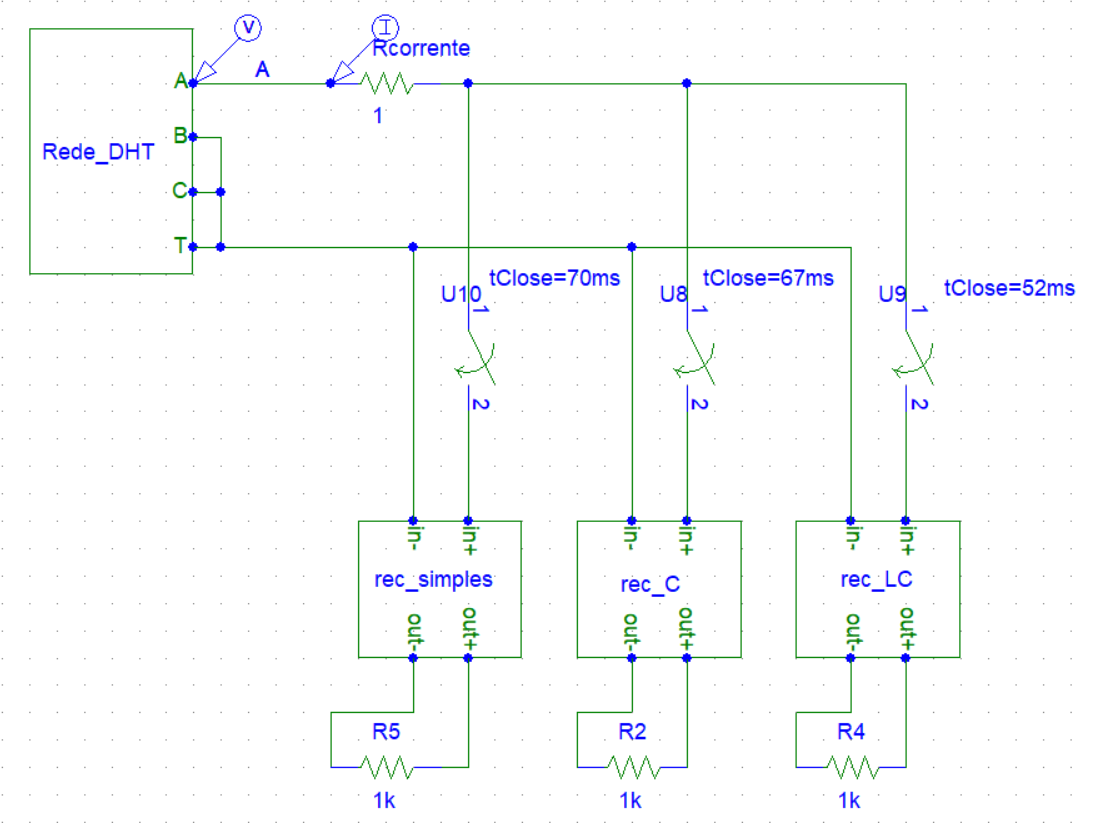 V
I
Rcorrente
A
A
1
B
Rede_DHT
C
T
tClose=70ms
tClose=67ms
tClose=52ms
U10
U8
U9
1
1
1
2
2
2
in-
in+
in-
in+
in-
in+
rec_simples
rec_C
rec_LC
out-
out+
out-
out+
out-
out+
R5
R2
R4
1k
1k
1k